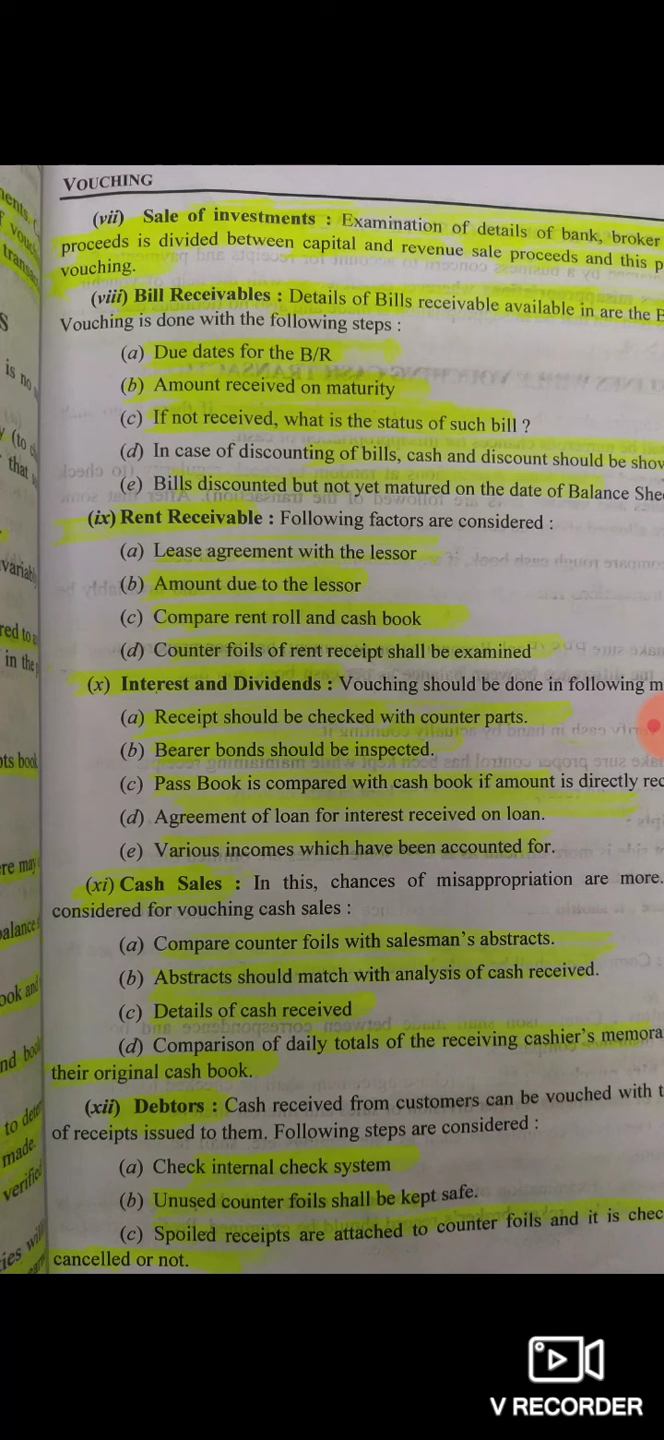 VOUCHING
(vii) Sale of investments : Examination of details of bank, broker
proceeds is divided between capital and revenue sale proceeds and this p
vouching.
(viii) Bill Receivables : Details of Bills receivable available in are the B
Vouching is done with the following steps :
(a) Due dates for the B/R
(b) Amount received on maturity
(c) If not received, what is the status of such bill ?
(d) In case of discounting of bills, cash and discount should be show
(e) Bills discounted but not yet matured on the date of Balance Shee
(ix) Rent Receivable : Following factors are considered :
(a) Lease agreement with the lessor
(b) Amount due to the lessor
(c) Compare rent roll and cash book
(d) Counter foils of rent receipt shall be examined
(x) Interest and Dividends : Vouching should be done in following m
(a) Receipt should be checked with counter parts.
(b) Bearer bonds should be inspected.
(c) Pass Book is compared with cash book if amount is directly rec
(d) Agreement of loan for interest received on loan.
(e) Various incomes which have been accounted for.
(xi) Cash Sales : In this, chances of misappropriation are more.
considered for vouching cash sales :
(a) Compare counter foils with salesman's abstracts.
(b) Abstracts should match with analysis of cash received.
(c) Details of cash received
(d) Comparison of daily totals of the receiving cashier's memora
their original cash book.
(xii) Debtors : Cash received from customers can be vouched with t
of receipts issued to them. Following steps are considered :
(a) Check internal check system
(b) Unused counter foils shall be kept safe.
(c) Spoiled receipts are attached to counter foils and it is chec
cancelled or not.
V RECORDER